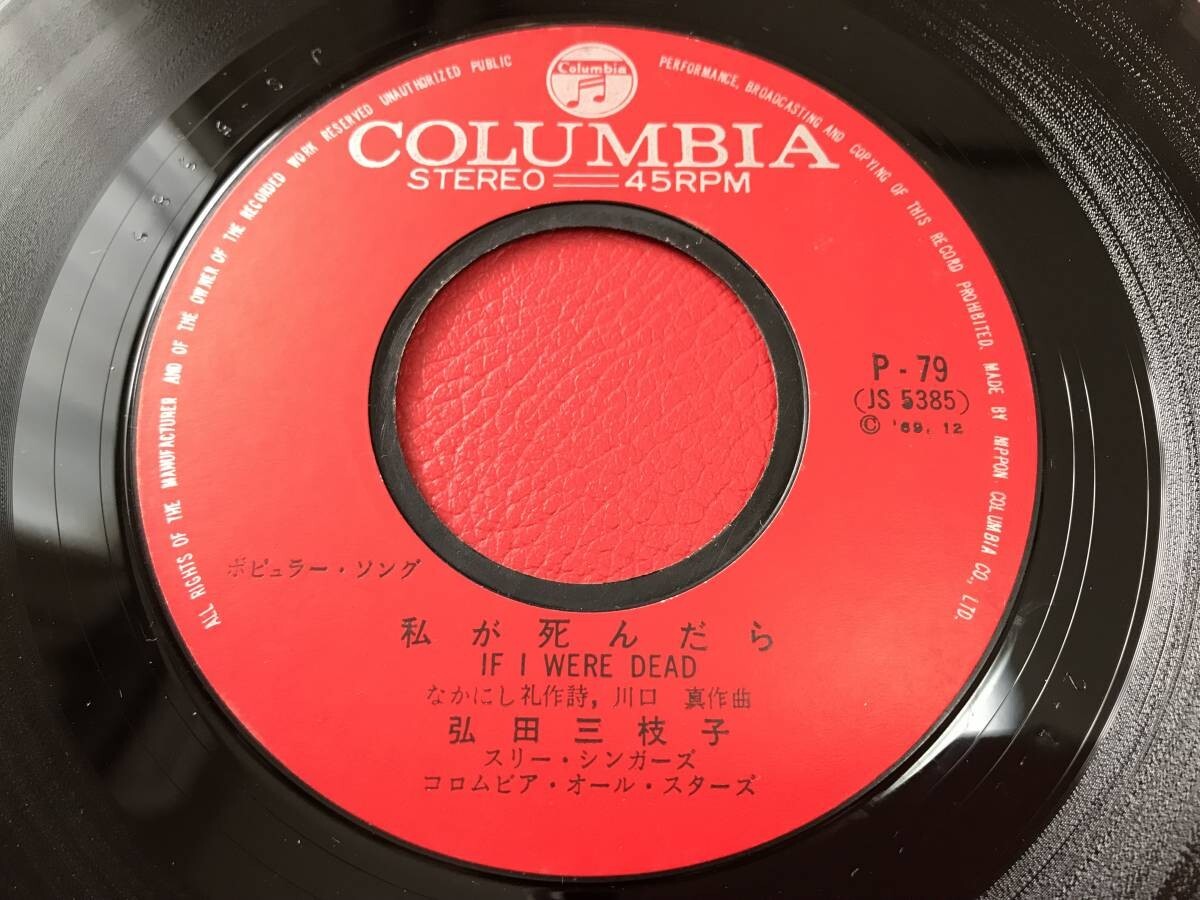 Columbia
COLUMBIA
STEREO 45RPM
ALL RIGHTS OF THE MANUFACTURER AND OF THE OWNER OF THE RECORDED WORK RESERVED UNAUTHORIZED PUBLIC PERFORMANCE, BROADCASTING AND COPYING OF THIS RECORD PROHIBITED. MADE BY NIPPON COLUMBIA CO., LTD.
P - 79
(JS 5385)
© '69. 12
ポピュラー・ソング
私が死んだら
IF I WERE DEAD
なかにし礼作詩, 川口 真作曲
弘田三枝子
スリー・シンガーズ
コロムビア・オール・スターズ